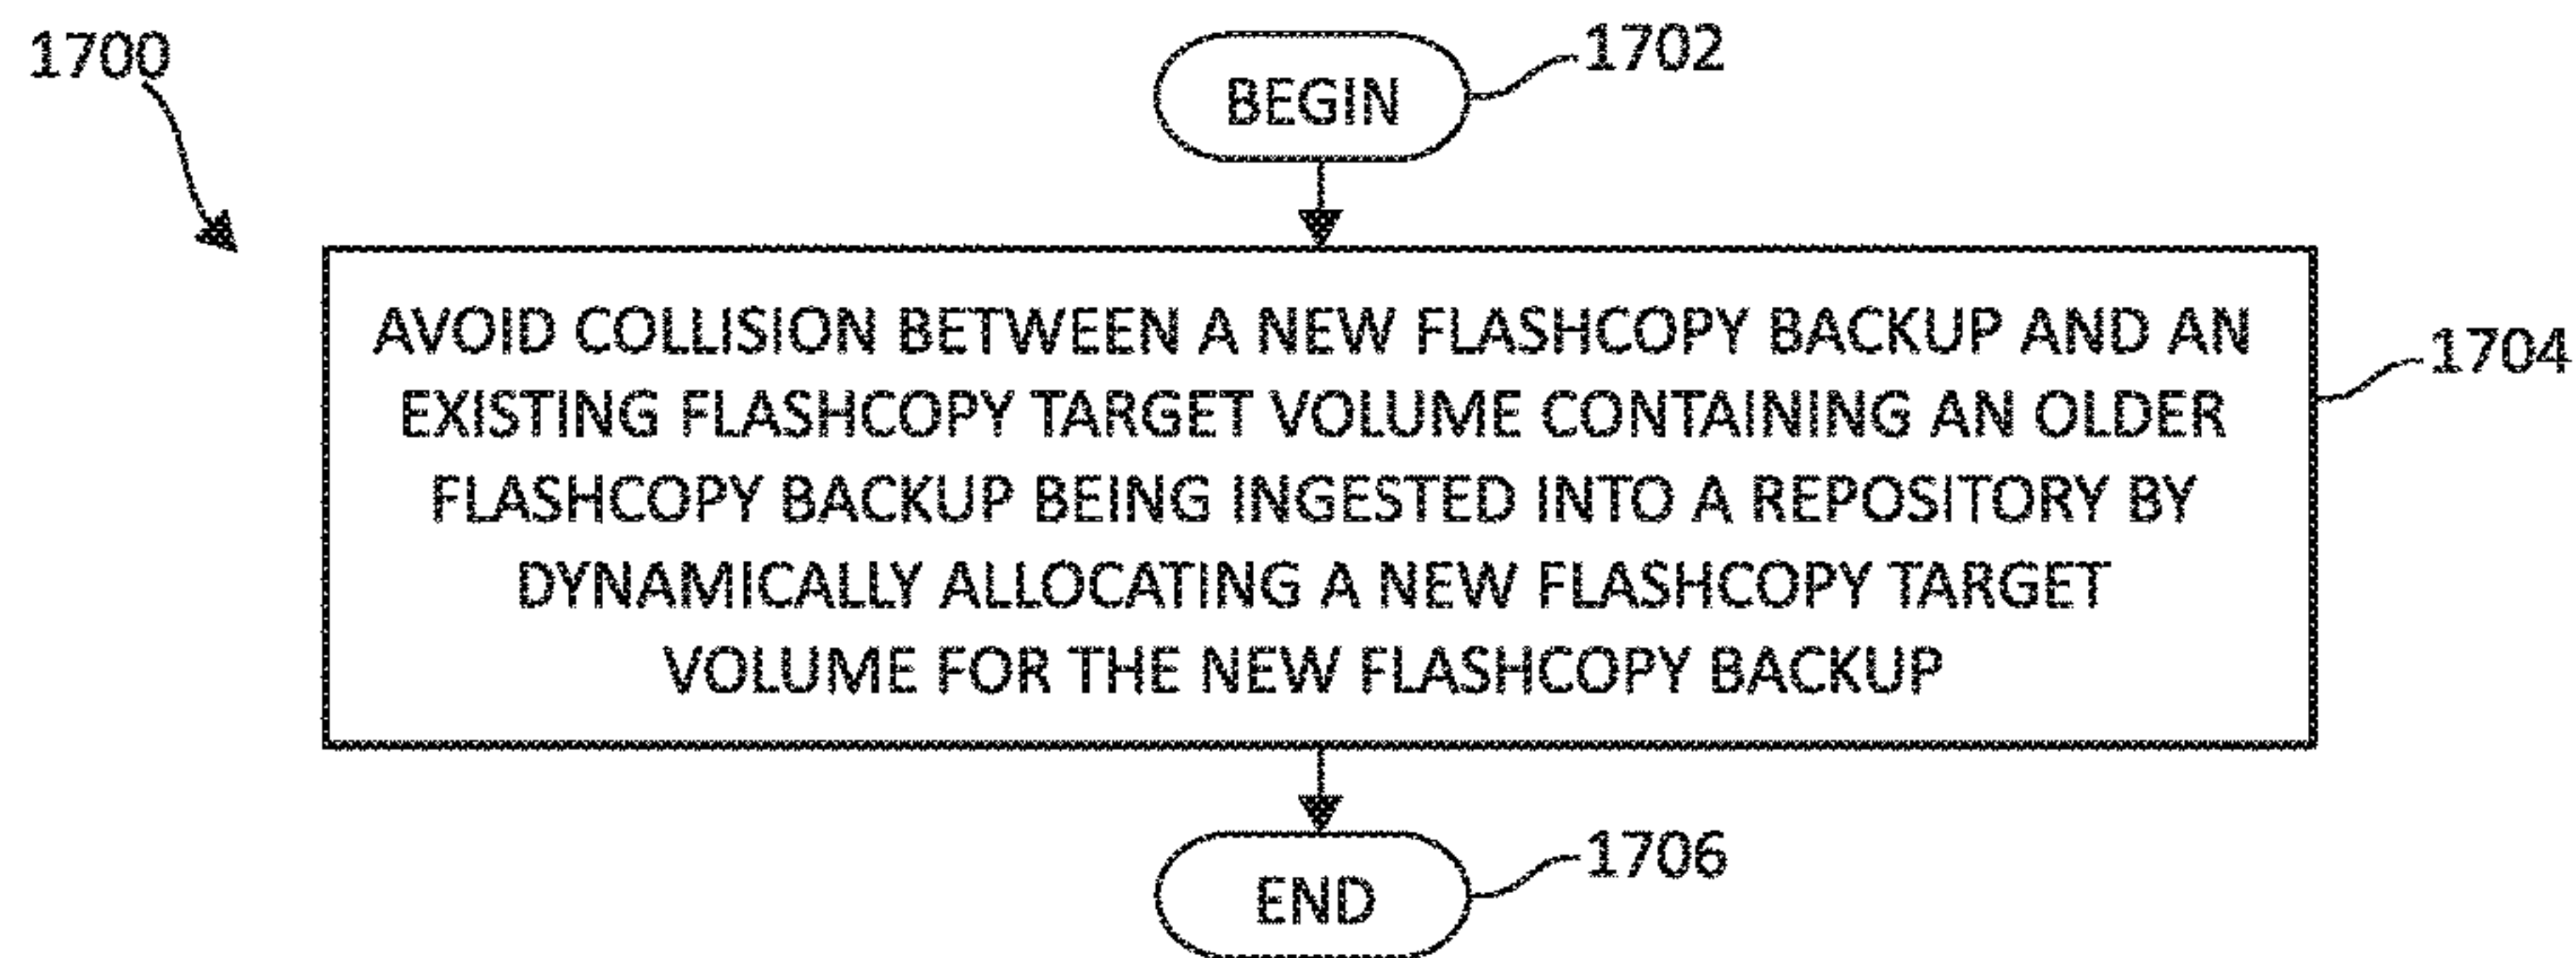 1700
BEGIN
1702
AVOID COLLISION BETWEEN A NEW FLASHCOPY BACKUP AND AN
EXISTING FLASHCOPY TARGET VOLUME CONTAINING AN OLDER
FLASHCOPY BACKUP BEING INGESTED INTO A REPOSITORY BY
DYNAMICALLY ALLOCATING A NEW FLASHCOPY TARGET
VOLUME FOR THE NEW FLASHCOPY BACKUP
1704
END
1706